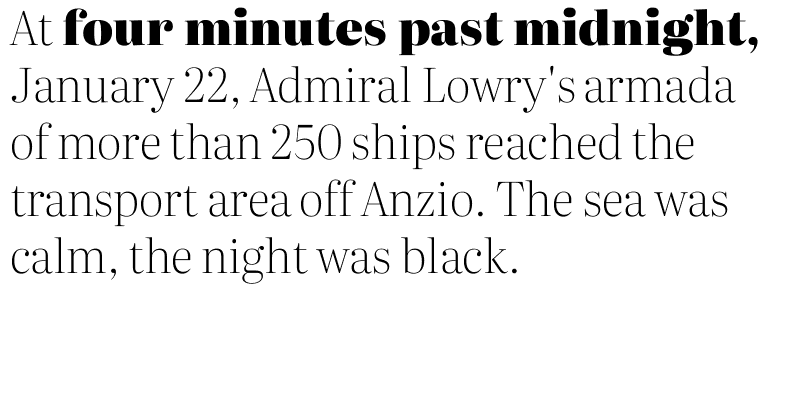 At four minutes past midnight,
January 22, Admiral Lowry's armada
of more than 250 ships reached the
transport area off Anzio. The sea was
calm, the night was black.